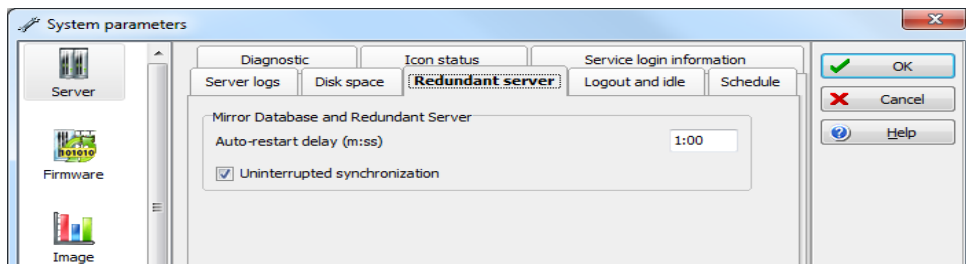 System parameters
Diagnostic Icon status Service login information
Server logs Disk space Redundant server Logout and idle Schedule
Server
Firmware
Image
Mirror Database and Redundant Server
Auto-restart delay (m:ss) 1:00
Uninterrupted synchronization
OK
Cancel
Help